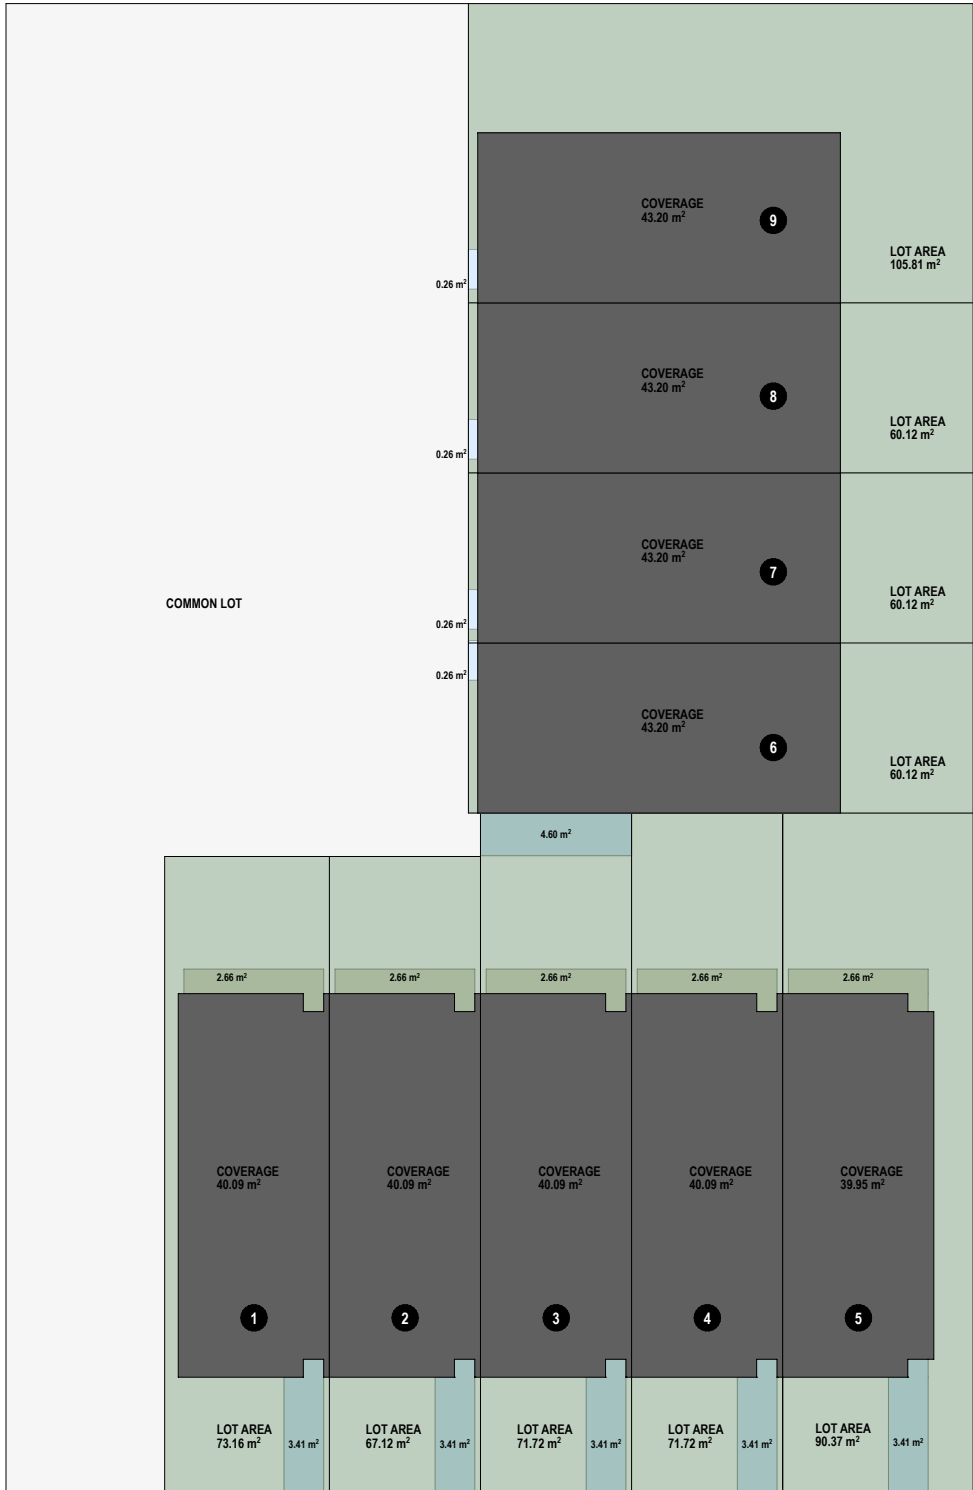 COVERAGE
43.20 m²
9
LOT AREA
105.81 m²
0.26 m²
COVERAGE
43.20 m²
8
LOT AREA
60.12 m²
0.26 m²
COVERAGE
43.20 m²
7
LOT AREA
60.12 m²
COMMON LOT
0.26 m²
0.26 m²
COVERAGE
43.20 m²
6
LOT AREA
60.12 m²
4.60 m²
2.66 m²
2.66 m²
2.66 m²
2.66 m²
2.66 m²
COVERAGE
40.09 m²
COVERAGE
40.09 m²
COVERAGE
40.09 m²
COVERAGE
40.09 m²
COVERAGE
39.95 m²
1
2
3
4
5
LOT AREA
73.16 m²
3.41 m²
LOT AREA
67.12 m²
3.41 m²
LOT AREA
71.72 m²
3.41 m²
LOT AREA
71.72 m²
3.41 m²
LOT AREA
90.37 m²
3.41 m²